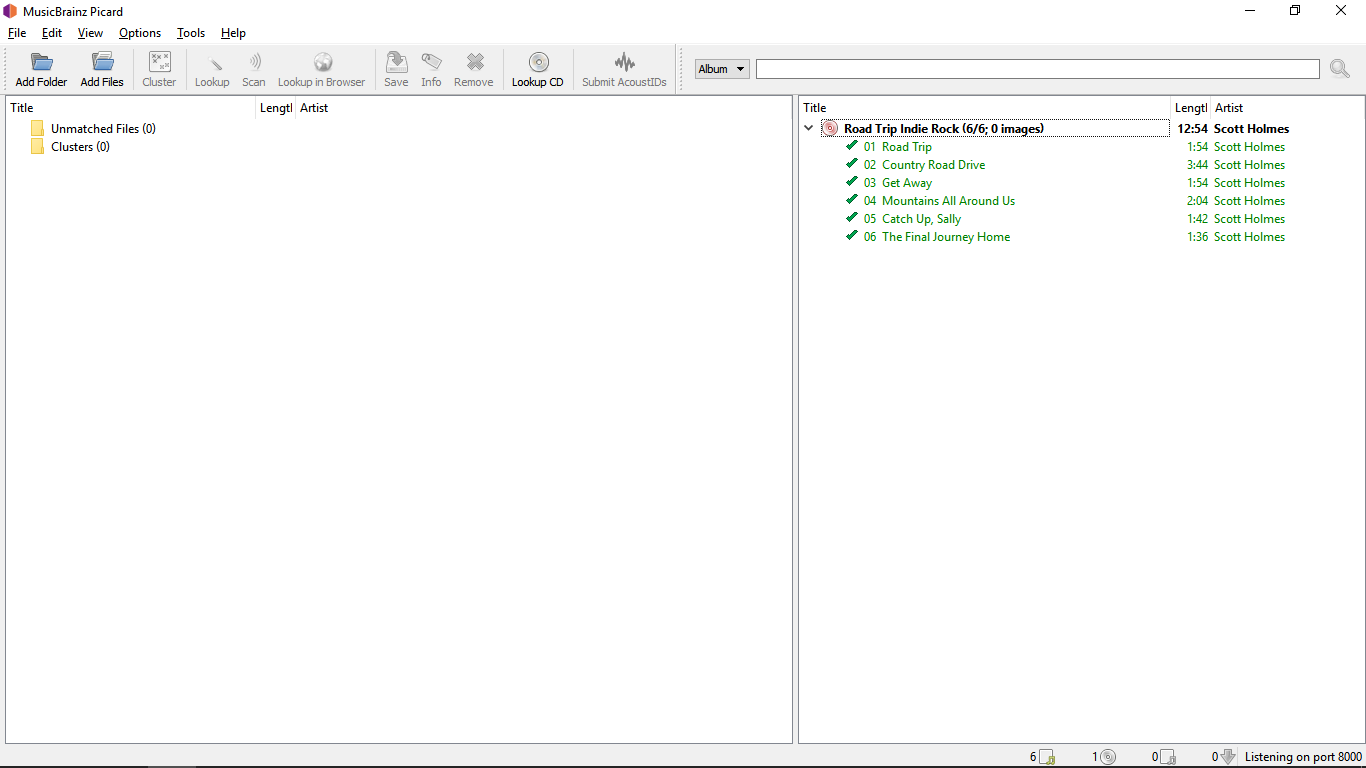 MusicBrainz Picard
File Edit View Options Tools Help
Add Folder Add Files Cluster Lookup Scan Lookup in Browser Save Info Remove Lookup CD Submit AcoustIDs Album
Title Lengtl Artist
Unmatched Files (0)
Clusters (0)
Title Lengtl Artist
Road Trip Indie Rock (6/6; 0 images) 12:54 Scott Holmes
01 Road Trip 1:54 Scott Holmes
02 Country Road Drive 3:44 Scott Holmes
03 Get Away 1:54 Scott Holmes
04 Mountains All Around Us 2:04 Scott Holmes
05 Catch Up, Sally 1:42 Scott Holmes
06 The Final Journey Home 1:36 Scott Holmes
6 1 0 0 Listening on port 8000